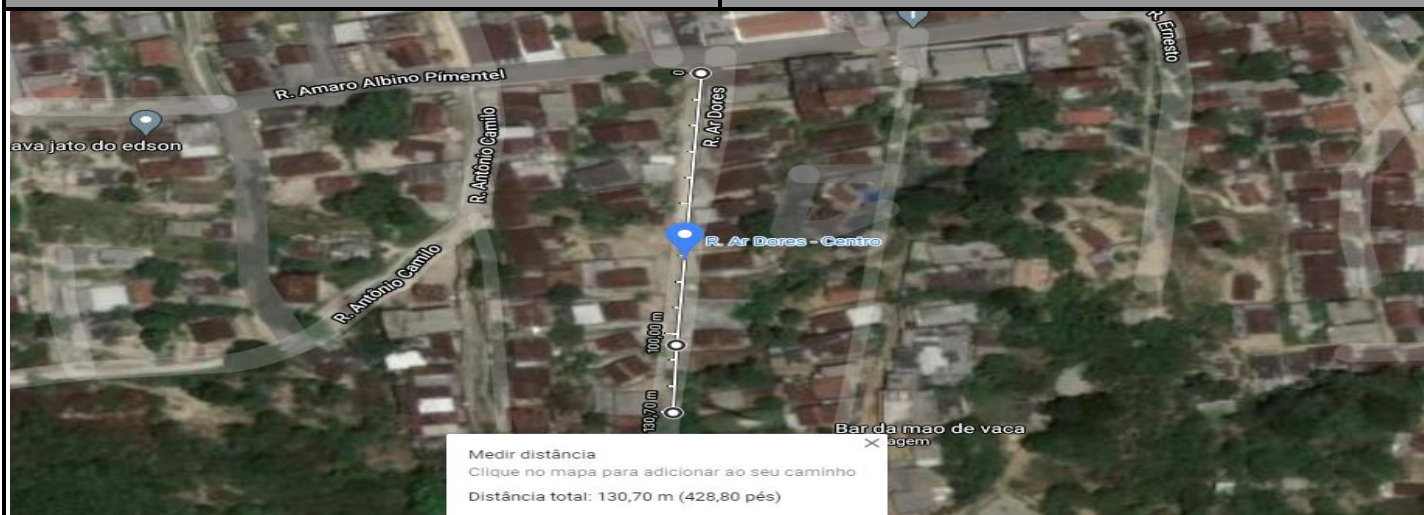 R. Ernesto
R. Amaro Albino Pimentel
0
R. Ar Dores
ava jato do edson
R. Antônio Camilo
R. Ar Dores - Centro
R. Antônio Camilo
100,00 m
130,70 m
Bar da mao de vaca
agem
Medir distância
Clique no mapa para adicionar ao seu caminho
Distância total: 130,70 m (428,80 pés)